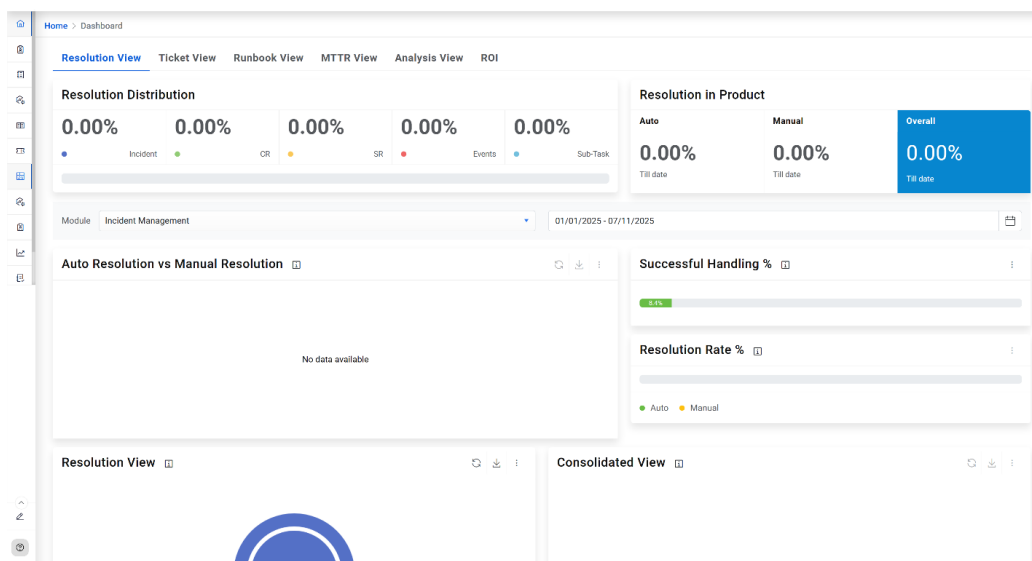 Home > Dashboard
Resolution View Ticket View Runbook View MTTR View Analysis View ROI
Resolution Distribution
0.00% 0.00% 0.00% 0.00% 0.00%
Incident CR SR Events Sub-Task
Resolution in Product
Auto Manual Overall
0.00% 0.00% 0.00%
Till date Till date Till date
Module Incident Management 01/01/2025 - 07/11/2025
Auto Resolution vs Manual Resolution
No data available
Successful Handling %
8.4%
Resolution Rate %
Auto Manual
Resolution View
Consolidated View